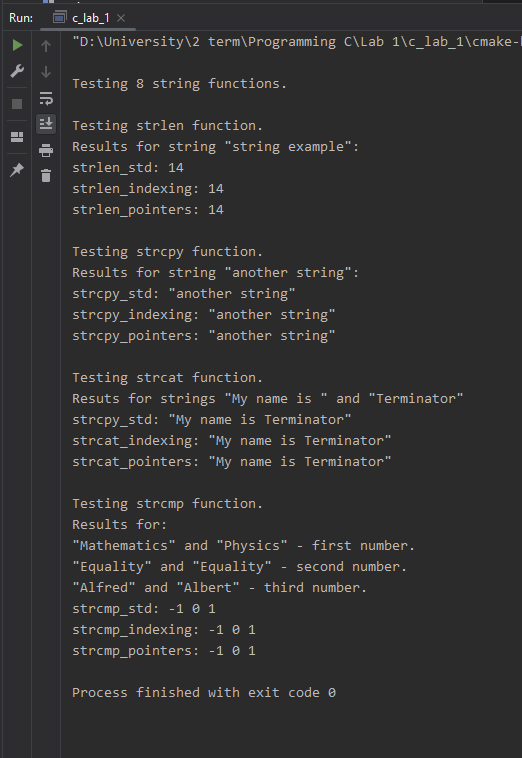 Run: c_lab_1
"D:\University\2 term\Programming C\Lab 1\c_lab_1\cmake-
Testing 8 string functions.
Testing strlen function.
Results for string "string example":
strlen_std: 14
strlen_indexing: 14
strlen_pointers: 14
Testing strcpy function.
Results for string "another string":
strcpy_std: "another string"
strcpy_indexing: "another string"
strcpy_pointers: "another string"
Testing strcat function.
Resuts for strings "My name is " and "Terminator"
strcpy_std: "My name is Terminator"
strcat_indexing: "My name is Terminator"
strcat_pointers: "My name is Terminator"
Testing strcmp function.
Results for:
"Mathematics" and "Physics" - first number.
"Equality" and "Equality" - second number.
"Alfred" and "Albert" - third number.
strcmp_std: -1 0 1
strcmp_indexing: -1 0 1
strcmp_pointers: -1 0 1
Process finished with exit code 0